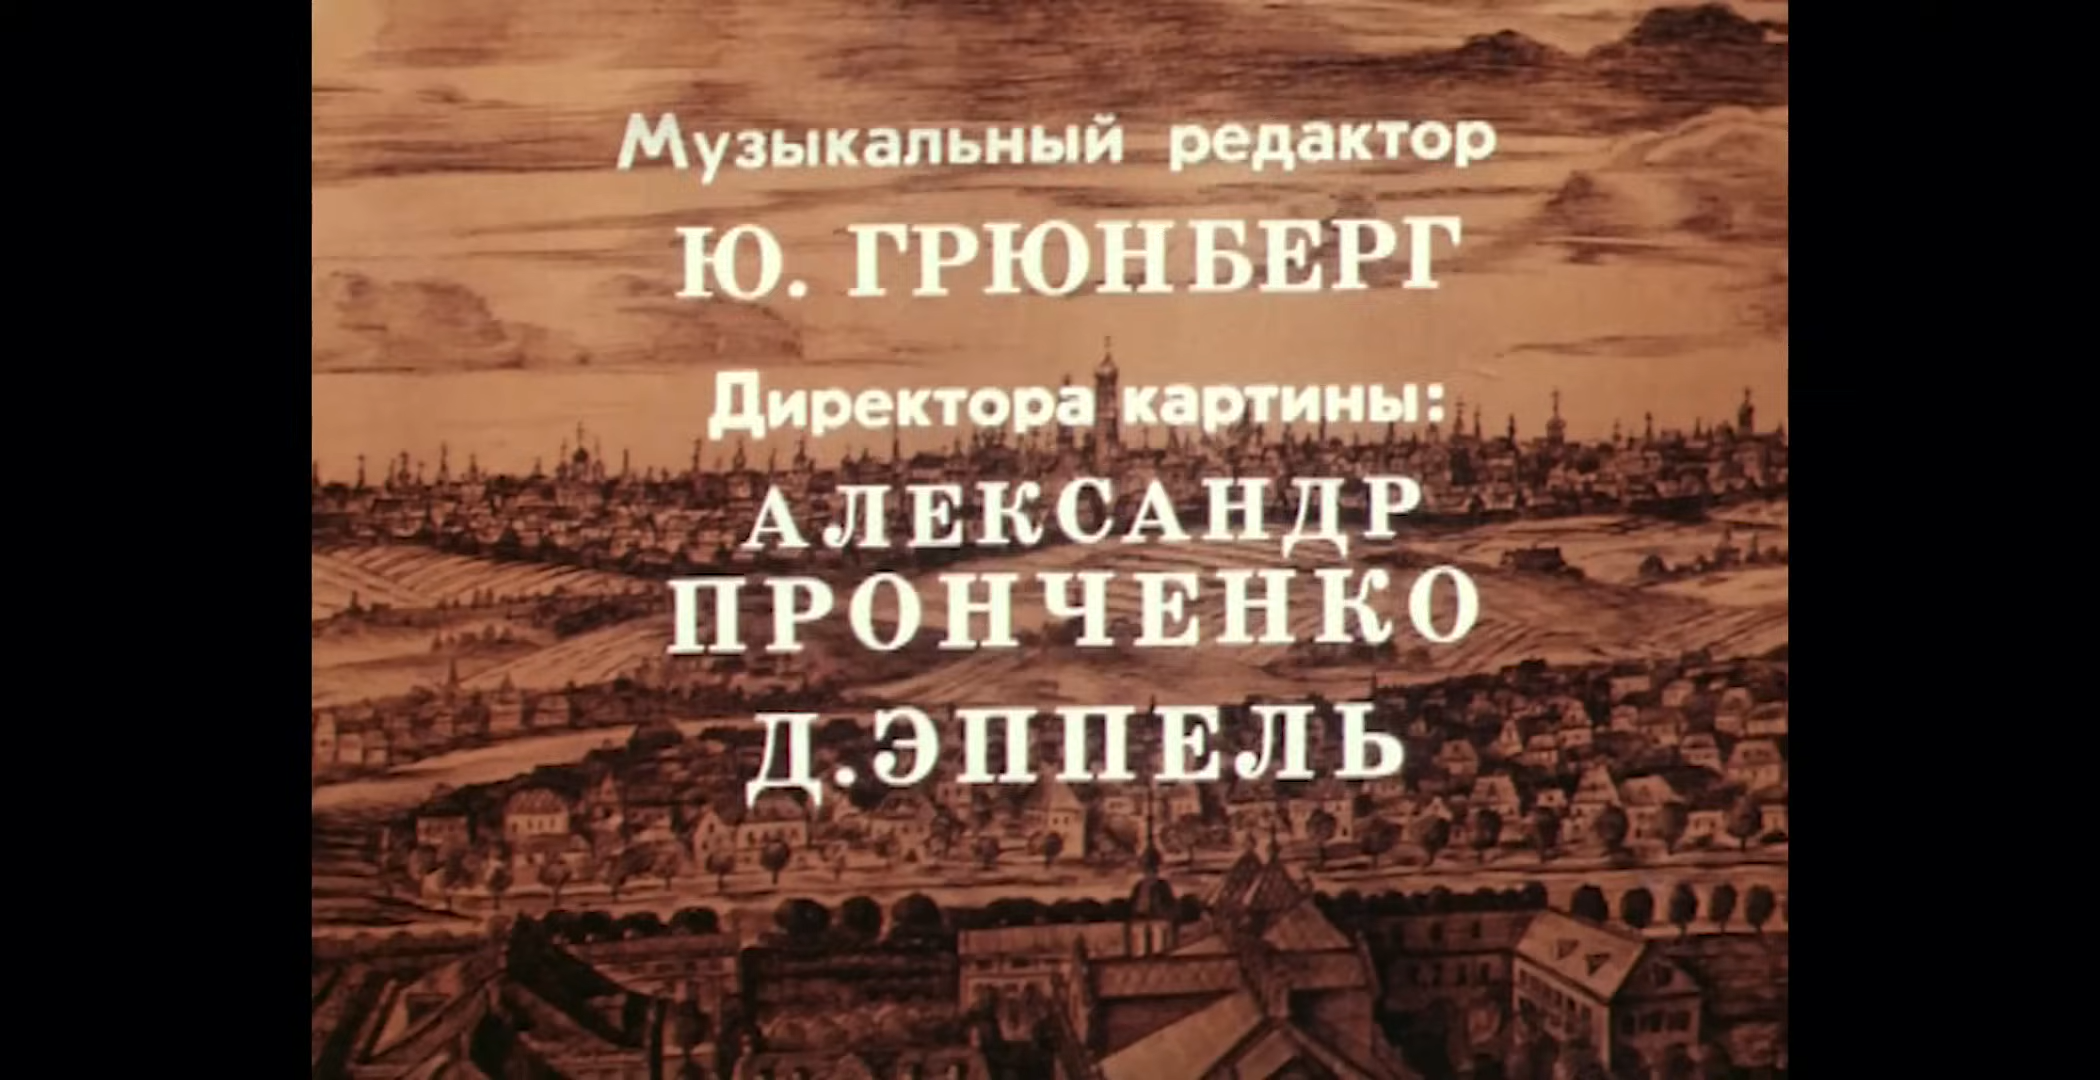 Музыкальный редактор
Ю. ГРЮНБЕРГ
Директора картины:
АЛЕКСАНДР
ПРОНЧЕНКО
Д.ЭППЕЛЬ